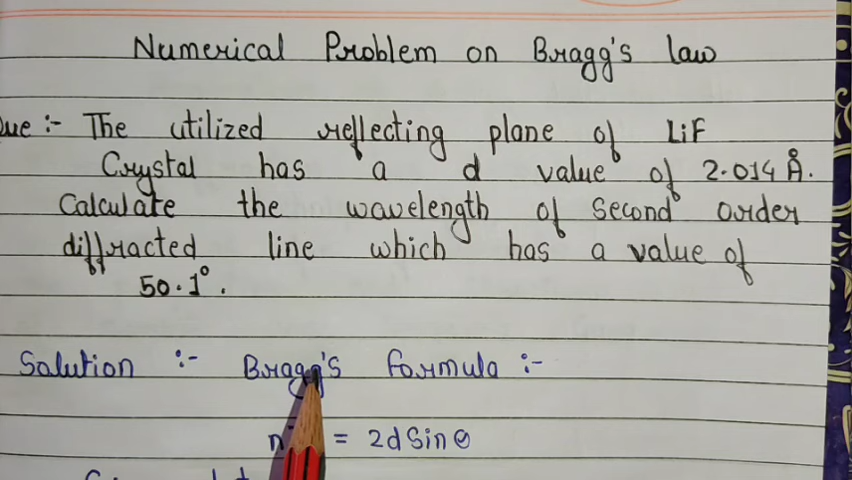 Numerical Problem on Bragg's law
Que :- The utilized reflecting plane of LiF
Crystal has a d value of 2.014 Å.
Calculate the wavelength of Second order
diffracted line which has a value of
50.1°.
Solution :- Bragg's formula :-
n = 2d Sin θ